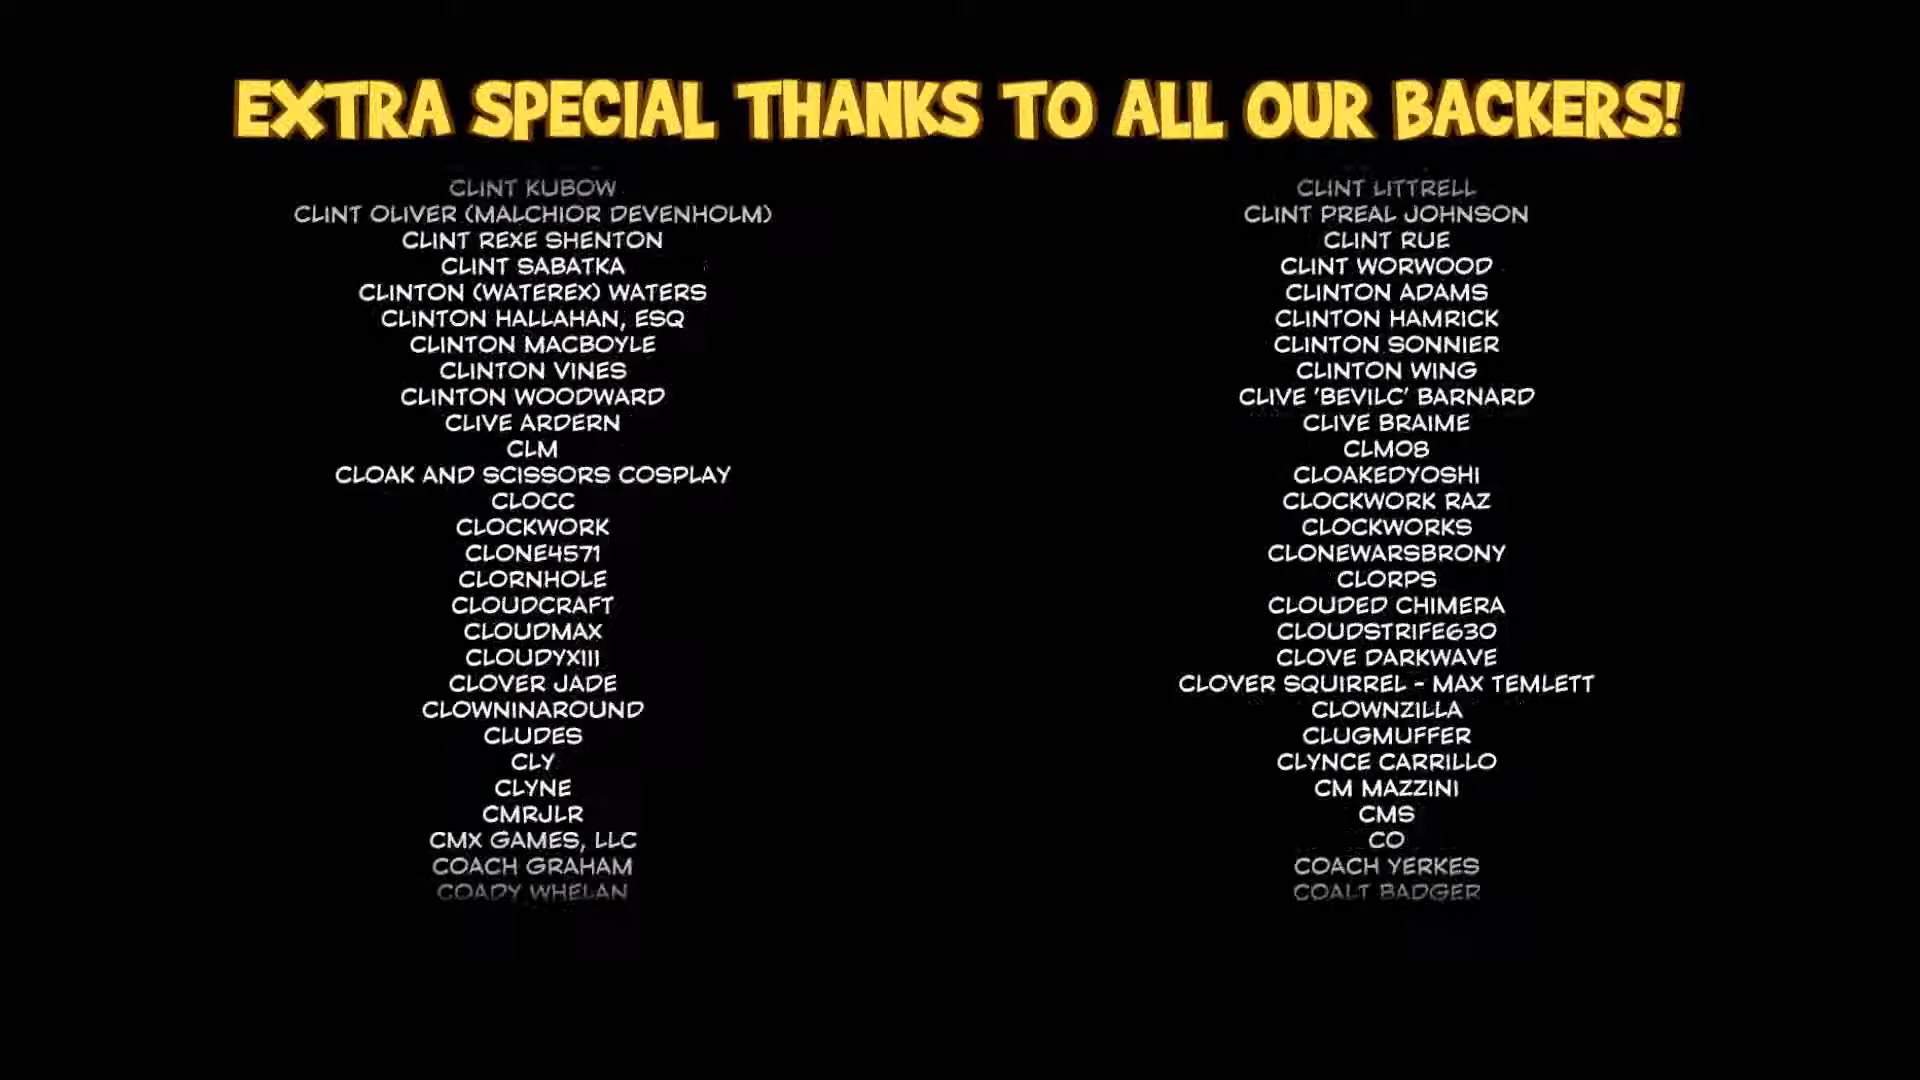 EXTRA SPECIAL THANKS TO ALL OUR BACKERS!
CLINT KUBOW
CLINT LITTRELL
CLINT OLIVER (MALCHIOR DEVENHOLM)
CLINT PREAL JOHNSON
CLINT REXE SHENTON
CLINT RUE
CLINT SABATKA
CLINT WORWOOD
CLINTON (WATEREX) WATERS
CLINTON ADAMS
CLINTON HALLAHAN, ESQ
CLINTON HAMRICK
CLINTON MACBOYLE
CLINTON SONNIER
CLINTON VINES
CLINTON WING
CLINTON WOODWARD
CLIVE 'BEVILC' BARNARD
CLIVE ARDERN
CLIVE BRAIME
CLM
CLM08
CLOAK AND SCISSORS COSPLAY
CLOAKEDYOSHI
CLOCC
CLOCKWORK RAZ
CLOCKWORK
CLOCKWORKS
CLONE4571
CLONEWARSBRONY
CLORNHOLE
CLORPS
CLOUDCRAFT
CLOUDED CHIMERA
CLOUDMAX
CLOUDSTRIFE630
CLOUDYXIII
CLOVE DARKWAVE
CLOVER JADE
CLOVER SQUIRREL - MAX TEMLETT
CLOWNINAROUND
CLOWNZILLA
CLUDES
CLUGMUFFER
CLY
CLYNCE CARRILLO
CLYNE
CM MAZZINI
CMRJLR
CMS
CMX GAMES, LLC
CO
COACH GRAHAM
COACH YERKES
COADY WHELAN
COALT BADGER